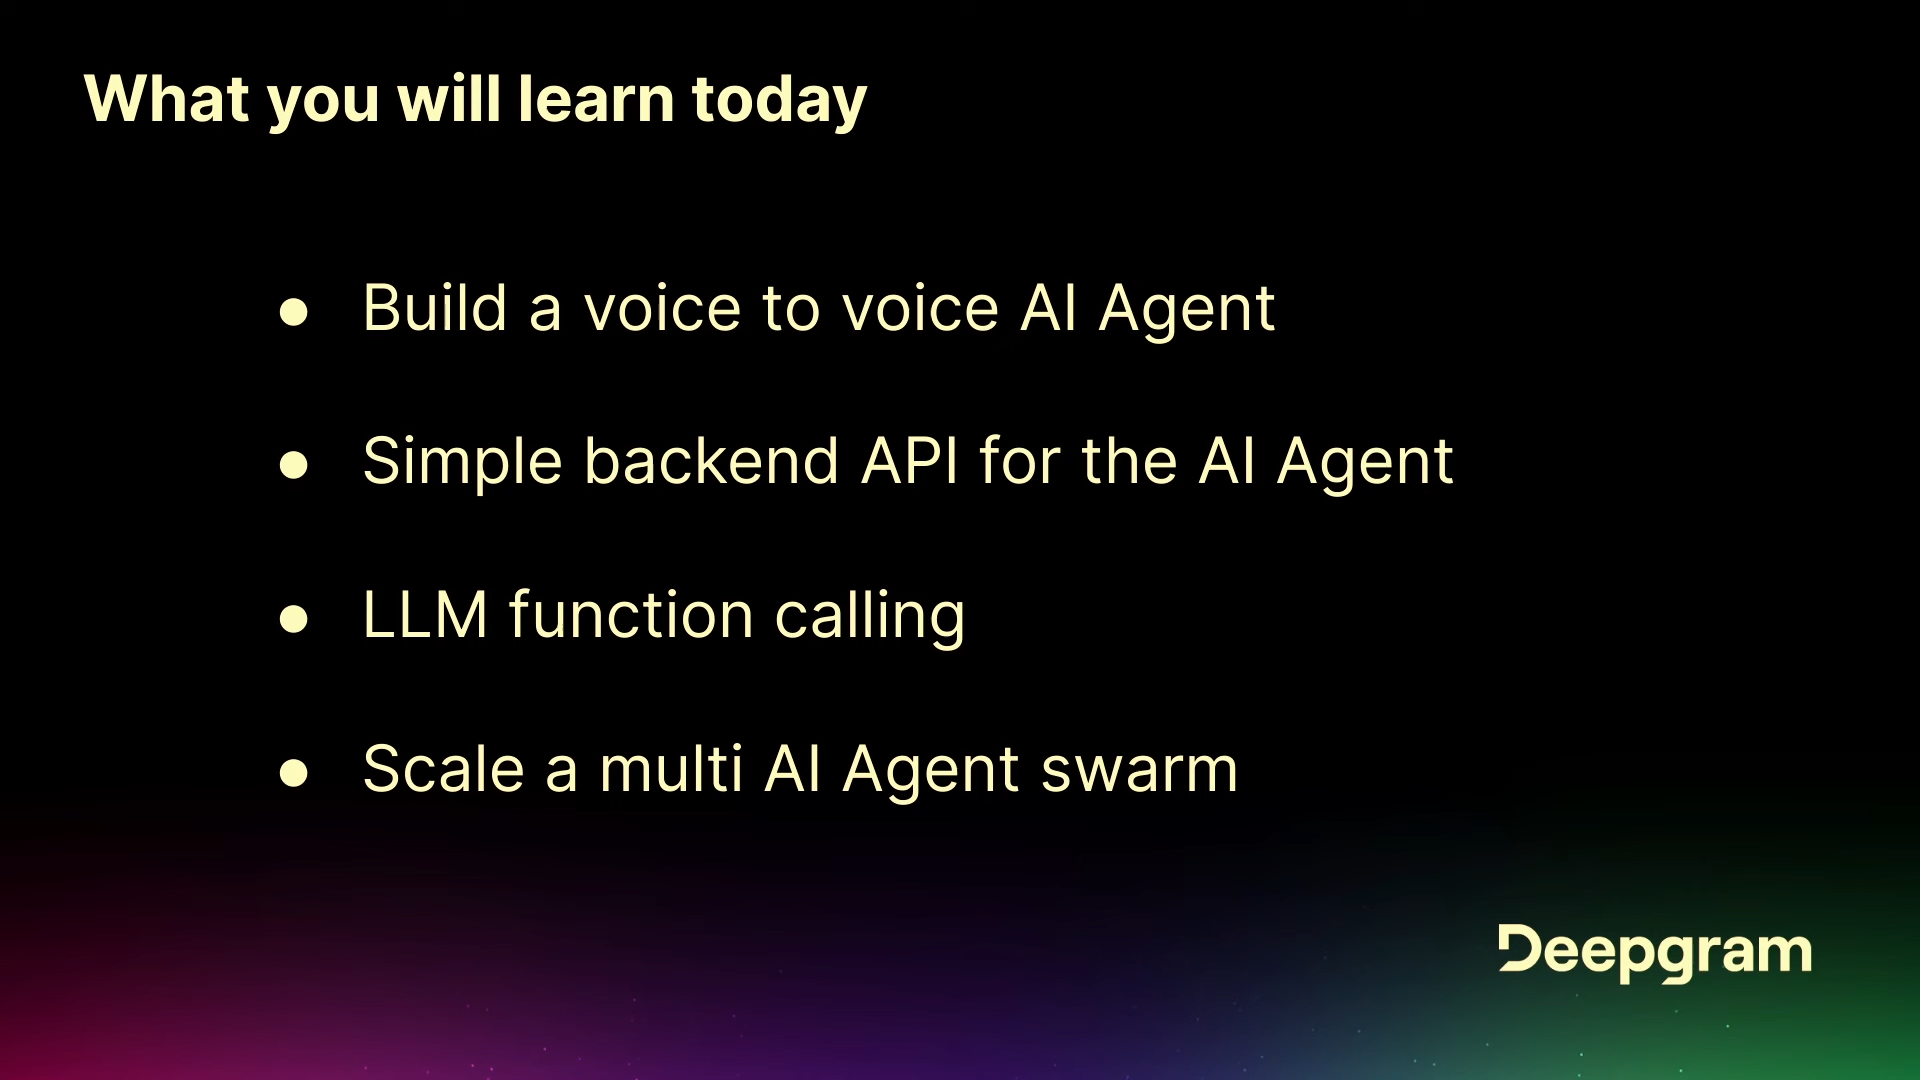 What you will learn today
● Build a voice to voice AI Agent
● Simple backend API for the AI Agent
● LLM function calling
● Scale a multi AI Agent swarm
Deepgram